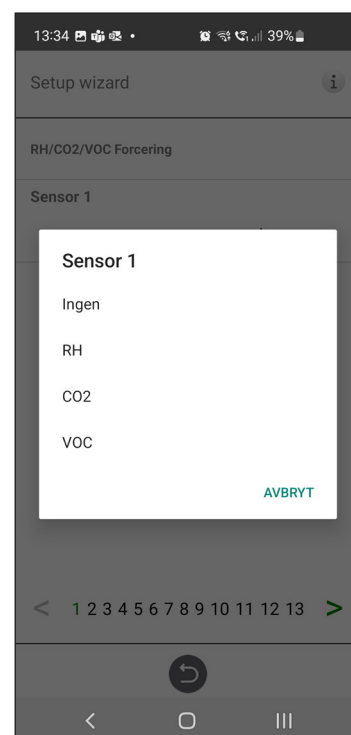 13:34
39%
Setup wizard
i
RH/CO2/VOC Forcering
Sensor 1
Sensor 1
Ingen
RH
CO2
VOC
AVBRYT
< 1 2 3 4 5 6 7 8 9 10 11 12 13 >